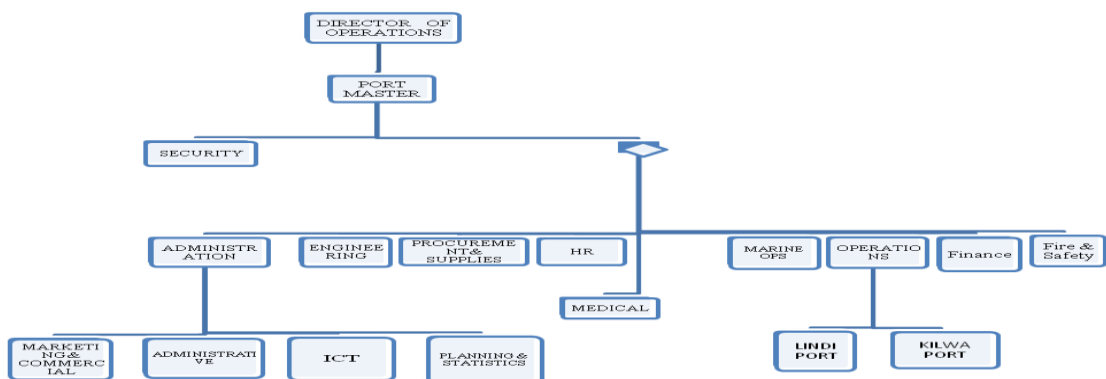 DIRECTOR OF
OPERATIONS
PORT
MASTER
SECURITY
ADMINISTR
ATION
ENGINEE
RING
PROCUREME
NT&
SUPPLIES
HR
MARINE
OPS
OPERATIO
NS
Finance
Fire &
Safety
MEDICAL
MARKETI
NG&
COMMERC
IAL
ADMINISTRATI
VE
ICT
PLANNING &
STATISTICS
LINDI
PORT
KILWA
PORT